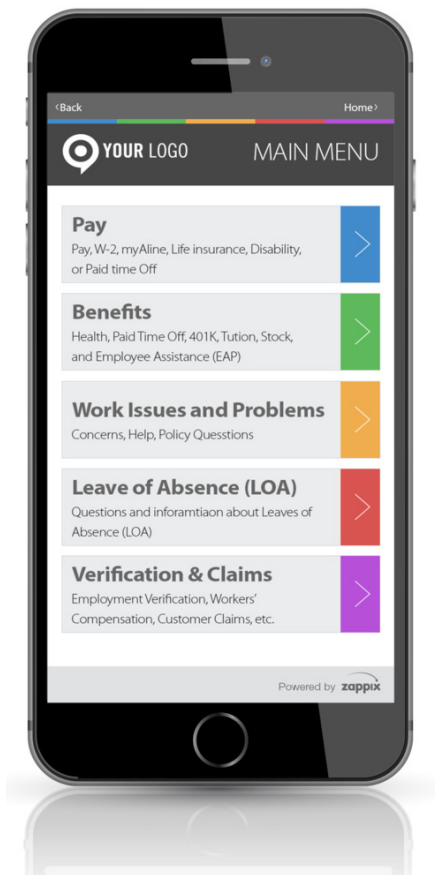 ‹Back Home›
YOUR LOGO MAIN MENU
Pay
Pay, W-2, myAline, Life insurance, Disability,
or Paid time Off
Benefits
Health, Paid Time Off, 401K, Tution, Stock,
and Employee Assistance (EAP)
Work Issues and Problems
Concerns, Help, Policy Quesstions
Leave of Absence (LOA)
Questions and inforamtiaon about Leaves of
Absence (LOA)
Verification & Claims
Employment Verification, Workers'
Compensation, Customer Claims, etc.
Powered by zappix